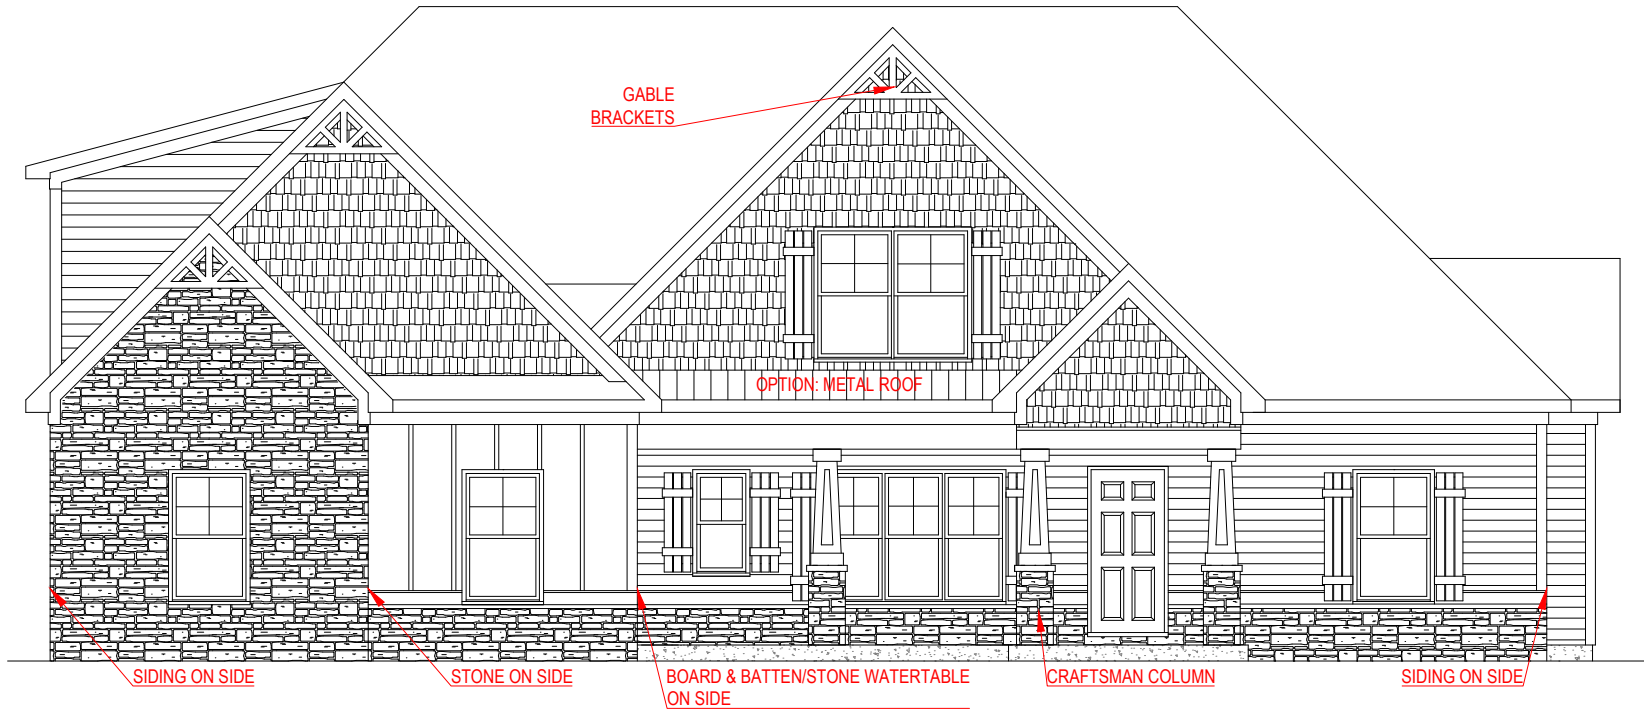 GABLE
BRACKETS
OPTION: METAL ROOF
SIDING ON SIDE
STONE ON SIDE
BOARD & BATTEN/STONE WATERTABLE
ON SIDE
CRAFTSMAN COLUMN
SIDING ON SIDE